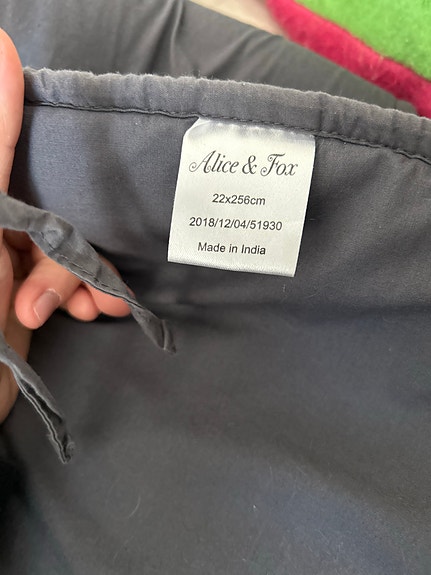 Alice & Fox
22x256cm
2018/12/04/51930
Made in India